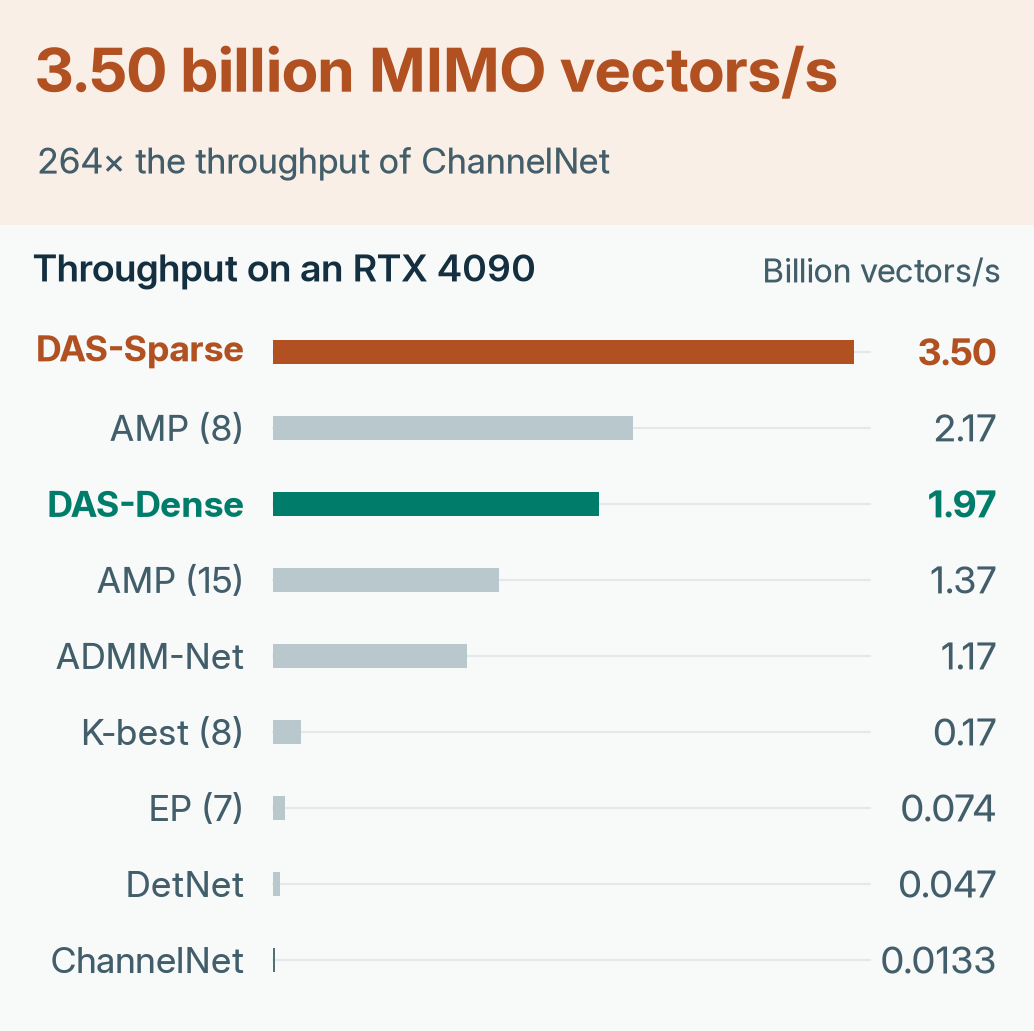 3.50 billion MIMO vectors/s
264× the throughput of ChannelNet
Throughput on an RTX 4090 Billion vectors/s
DAS-Sparse 3.50
AMP (8) 2.17
DAS-Dense 1.97
AMP (15) 1.37
ADMM-Net 1.17
K-best (8) 0.17
EP (7) 0.074
DetNet 0.047
ChannelNet 0.0133